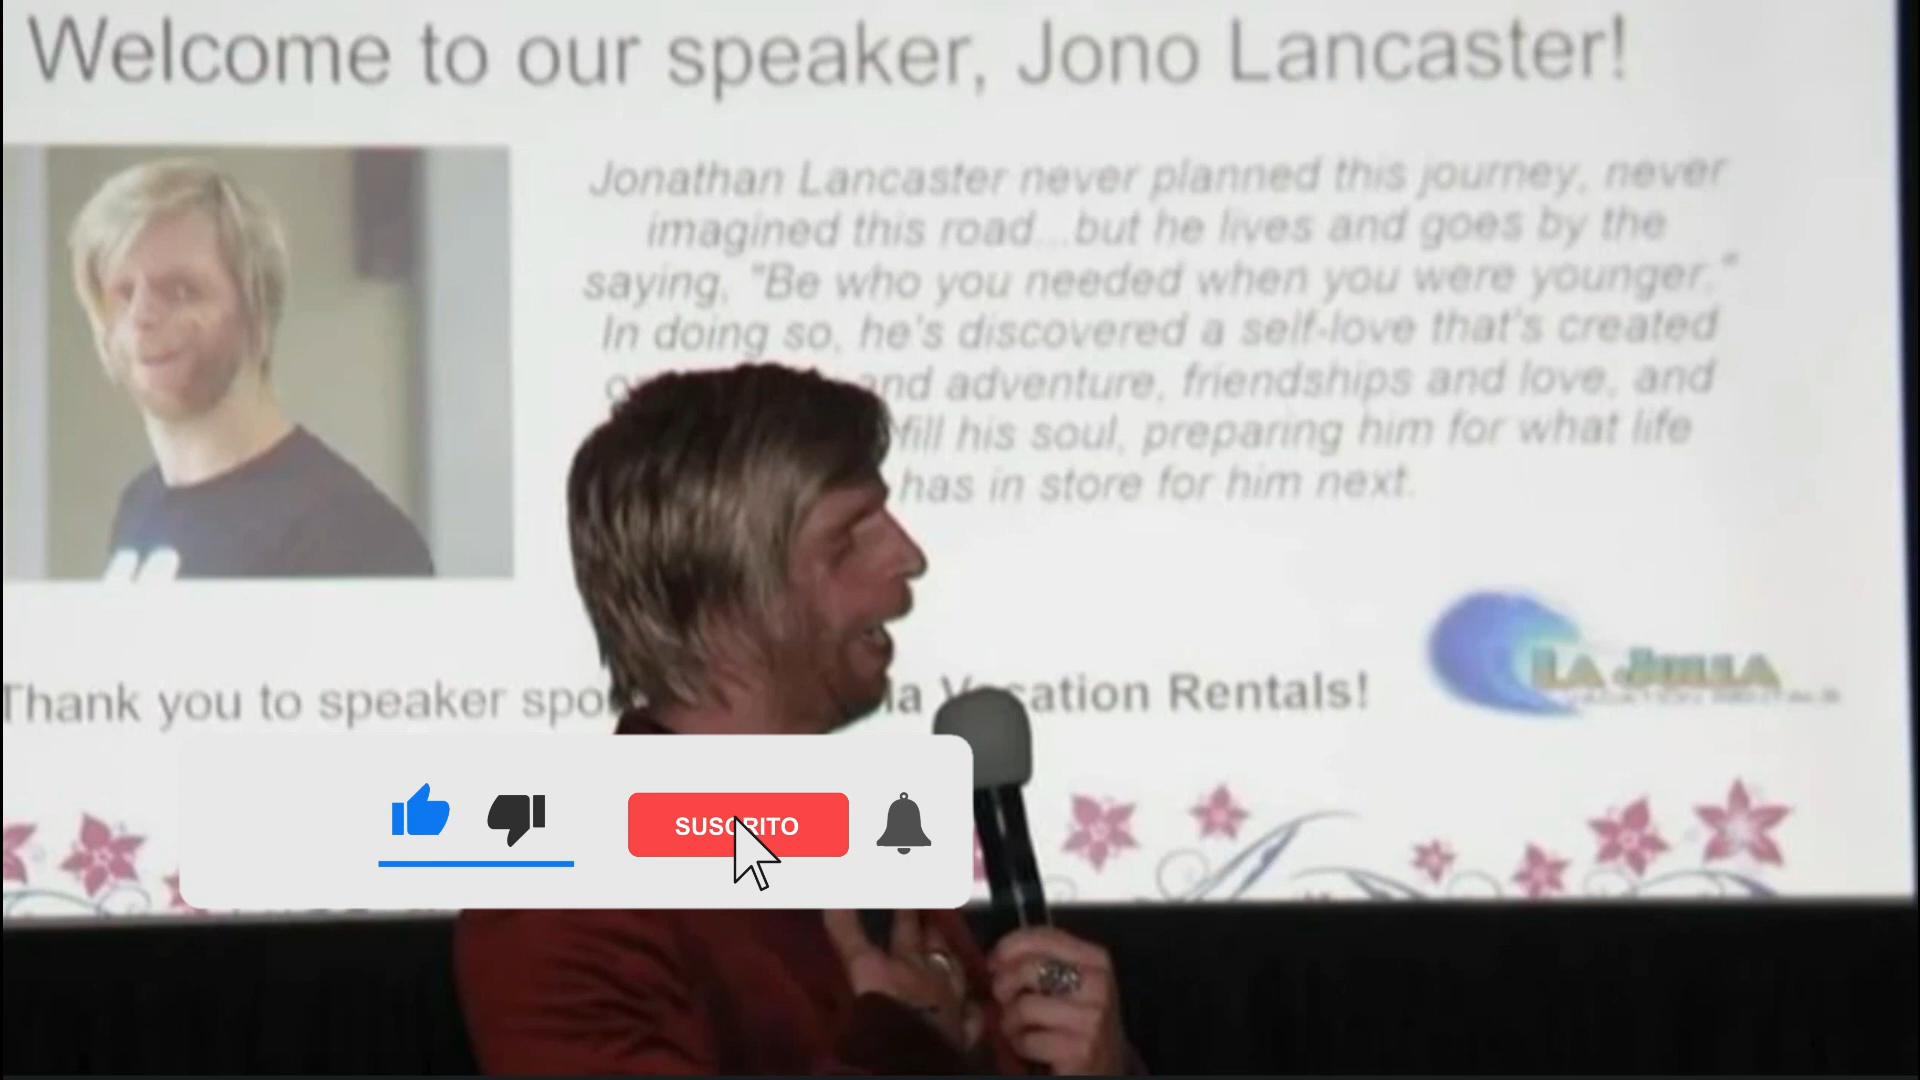 Welcome to our speaker, Jono Lancaster!
Jonathan Lancaster never planned this journey, never
imagined this road...but he lives and goes by the
saying, "Be who you needed when you were younger."
In doing so, he's discovered a self-love that's created
and adventure, friendships and love, and
fill his soul, preparing him for what life
has in store for him next.
LA JOLLA
Thank you to speaker Vacation Rentals!
SUSCRITO